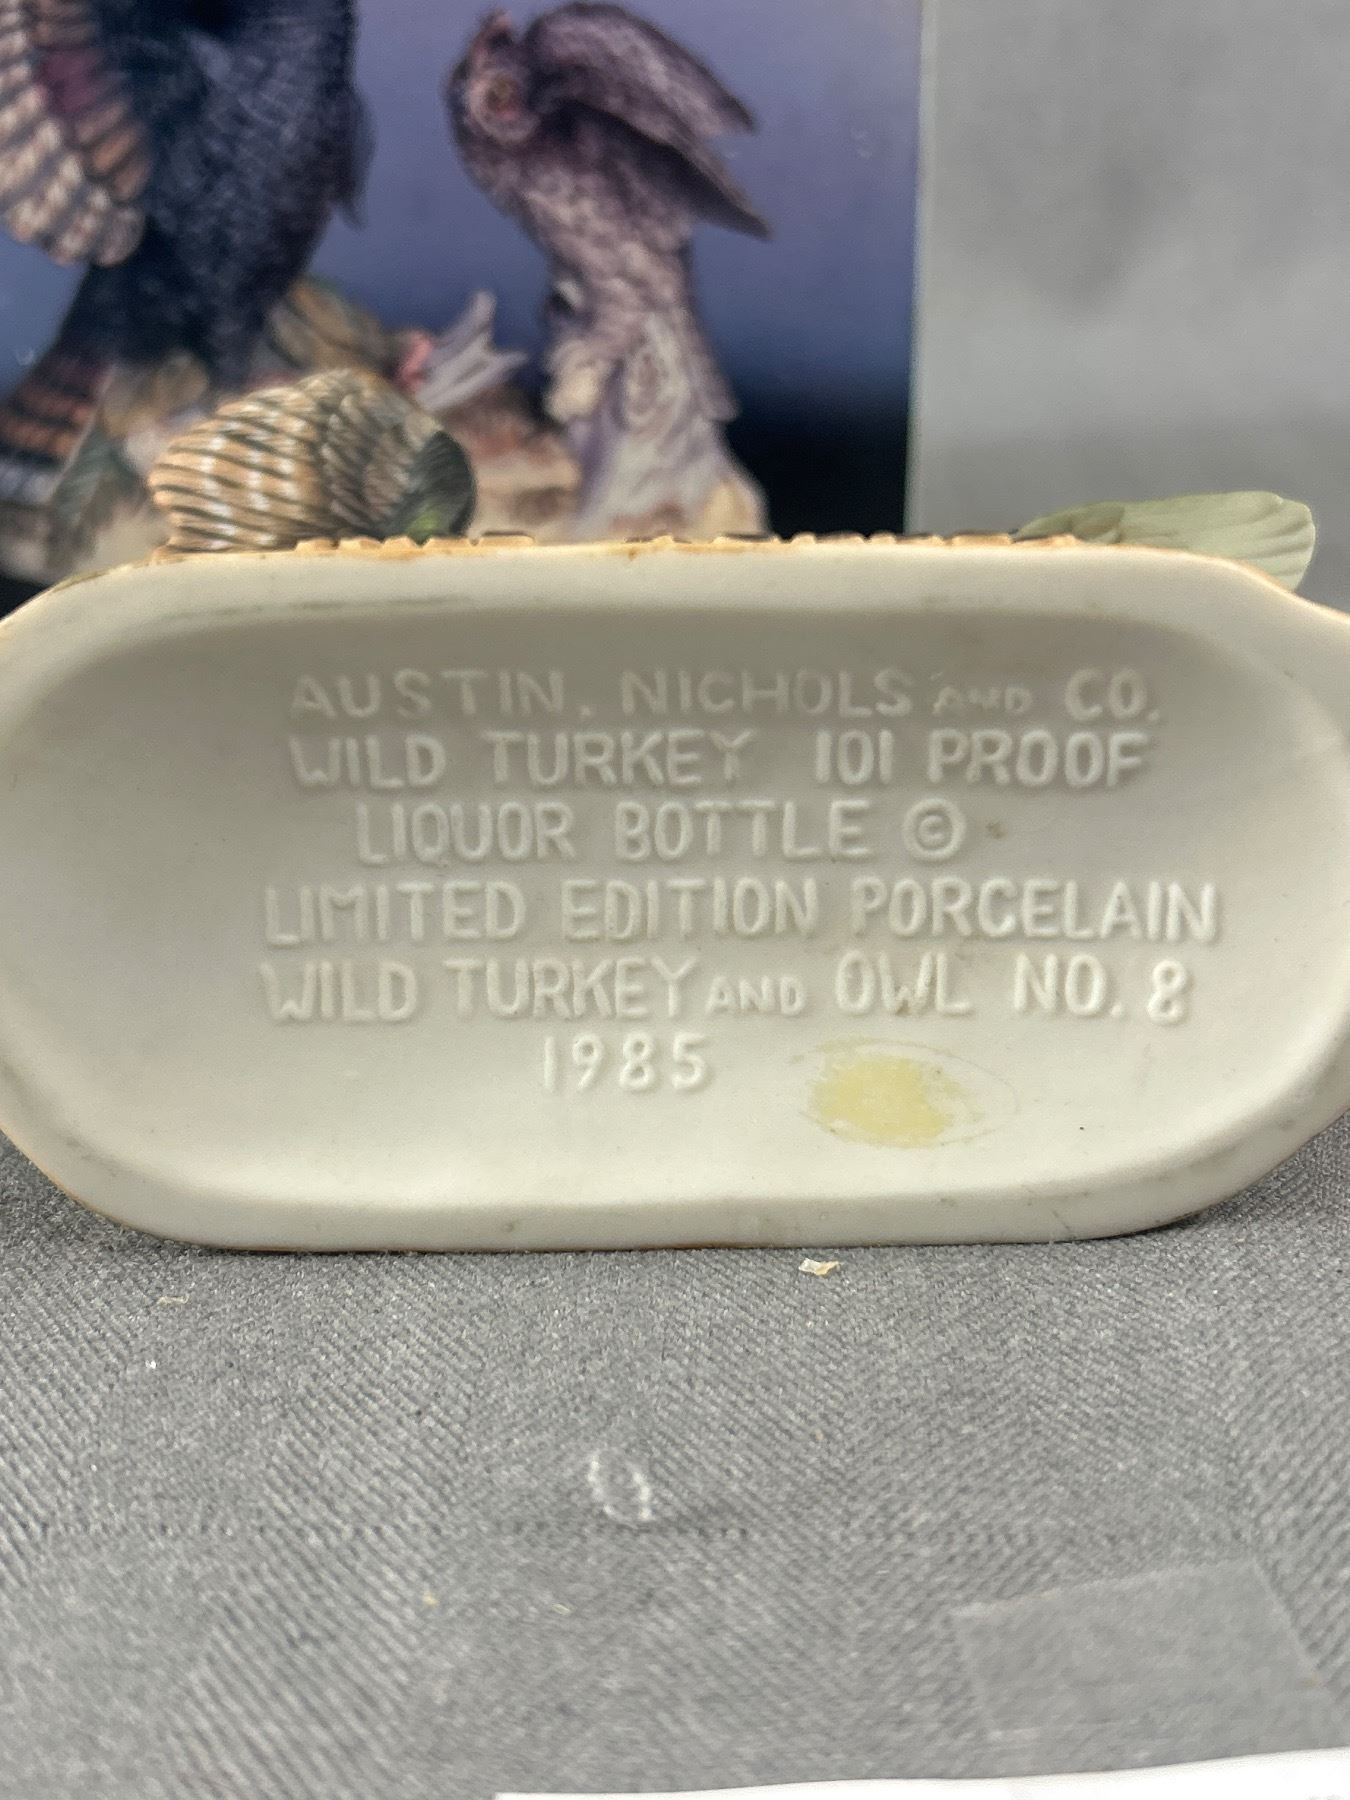 AUSTIN, NICHOLS AND CO.
WILD TURKEY 101 PROOF
LIQUOR BOTTLE ©
LIMITED EDITION PORCELAIN
WILD TURKEY AND OWL NO. 8
1985